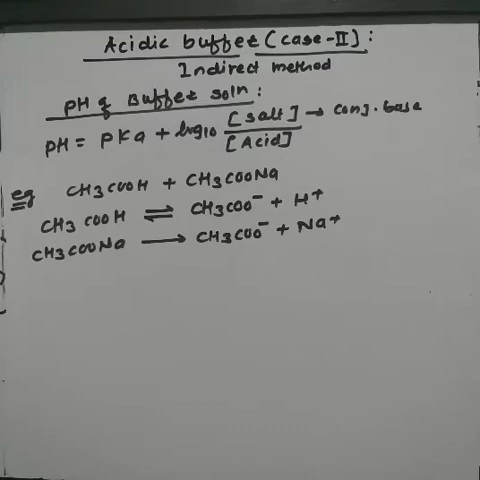 Acidic buffer (case-II):
Indirect method
pH of Buffer soln:
pH = pKa + log10 [salt] → conj. base
[Acid]
eg CH3COOH + CH3COONa
CH3COOH ⇌ CH3COO⁻ + H⁺
CH3COONa → CH3COO⁻ + Na⁺